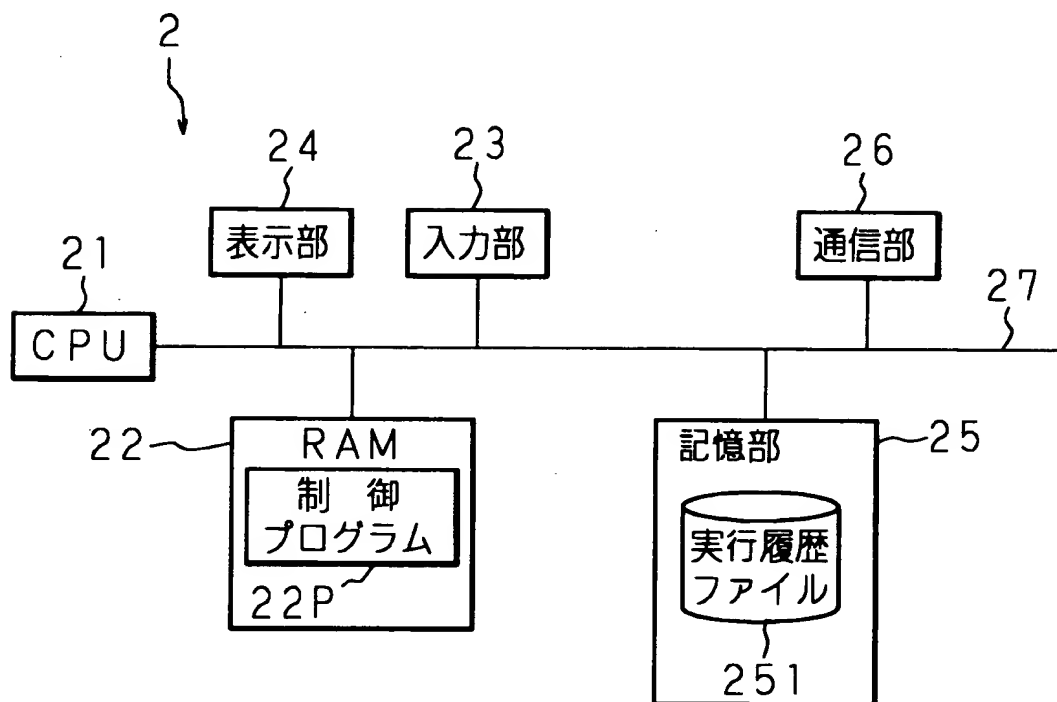 2
24
23
26
表示部
入力部
通信部
21
27
CPU
22
RAM
制 御
プログラム
22P
記憶部
25
実行履歴
ファイル
251